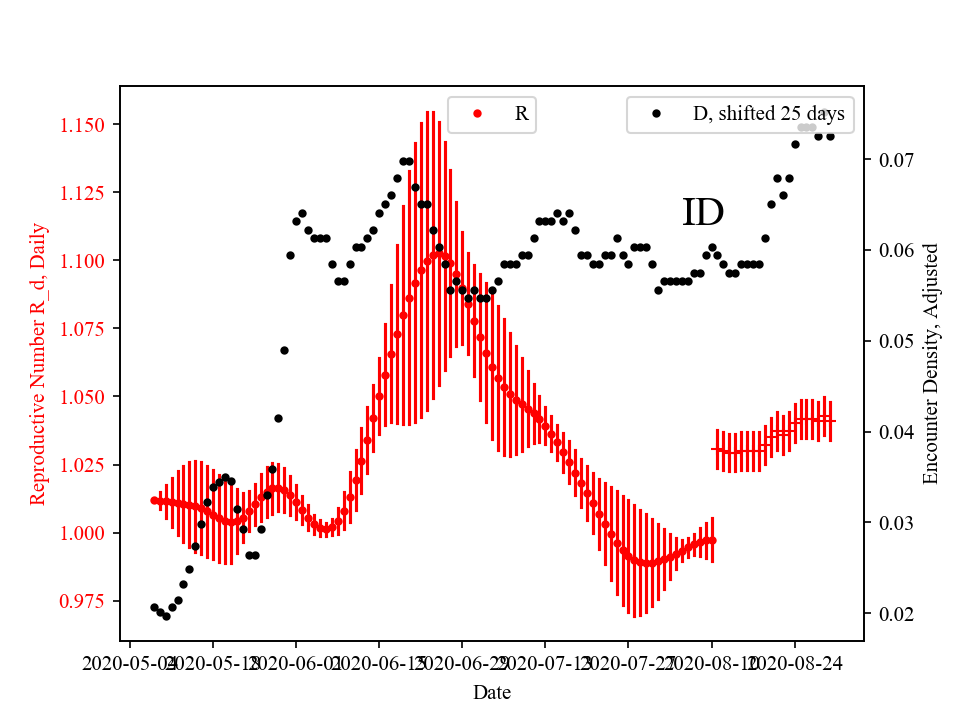 R
D, shifted 25 days
ID
Reproductive Number R_d, Daily
1.150
1.125
1.100
1.075
1.050
1.025
1.000
0.975
0.07
0.06
0.05
0.04
0.03
0.02
Encounter Density, Adjusted
2020-05-04 2020-05-18 2020-06-01 2020-06-15 2020-06-29 2020-07-13 2020-07-27 2020-08-10 2020-08-24
Date